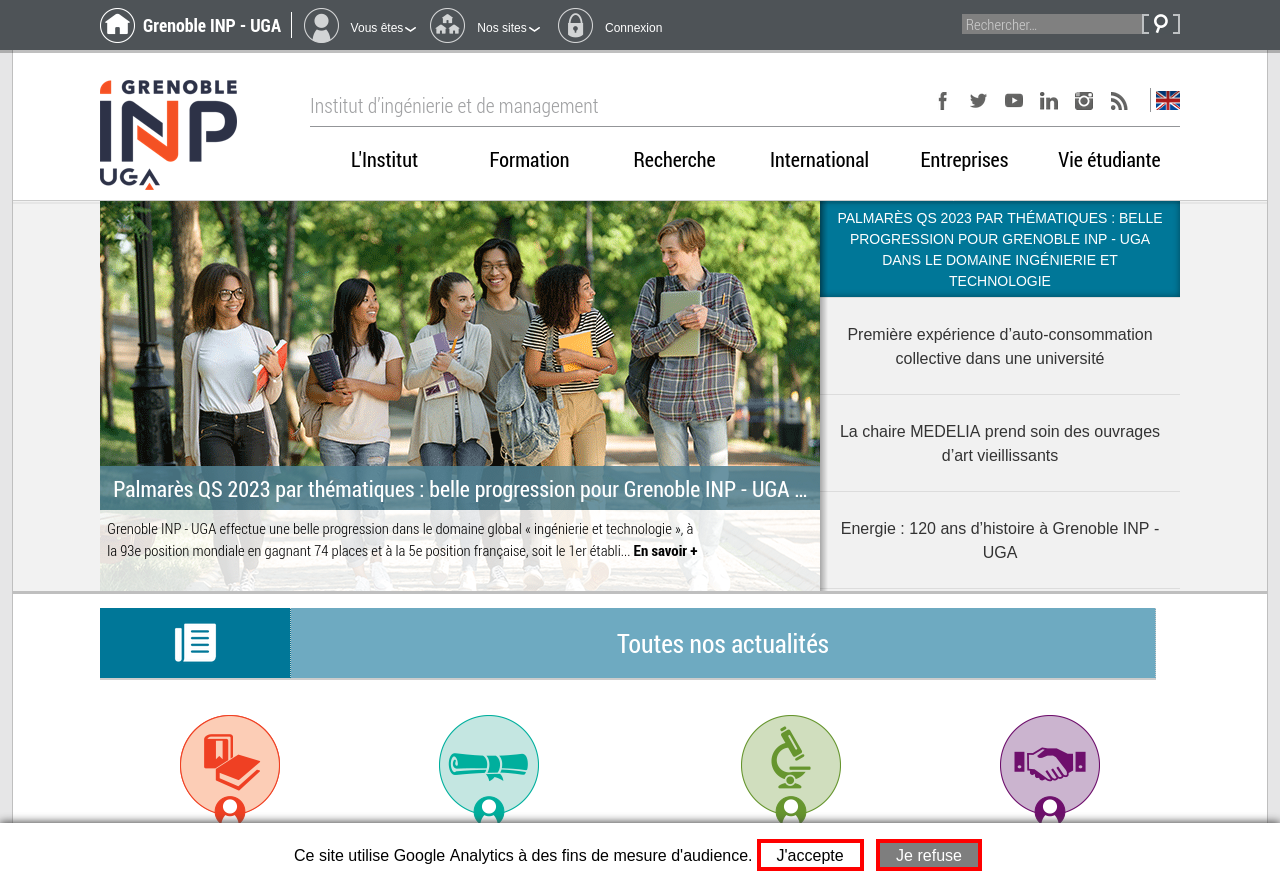 Grenoble INP - UGA
Vous êtes
Nos sites
Connexion
Rechercher...
GRENOBLE
INP
UGA
Institut d'ingénierie et de management
L'Institut
Formation
Recherche
International
Entreprises
Vie étudiante
PALMARÈS QS 2023 PAR THÉMATIQUES : BELLE
PROGRESSION POUR GRENOBLE INP - UGA
DANS LE DOMAINE INGÉNIERIE ET
TECHNOLOGIE
Première expérience d'auto-consommation
collective dans une université
La chaire MEDELIA prend soin des ouvrages
d'art vieillissants
Energie : 120 ans d'histoire à Grenoble INP -
UGA
Palmarès QS 2023 par thématiques : belle progression pour Grenoble INP - UGA ...
Grenoble INP - UGA effectue une belle progression dans le domaine global « ingénierie et technologie », à
la 93e position mondiale en gagnant 74 places et à la 5e position française, soit le 1er établi... En savoir +
Toutes nos actualités
Ce site utilise Google Analytics à des fins de mesure d'audience.
J'accepte
Je refuse